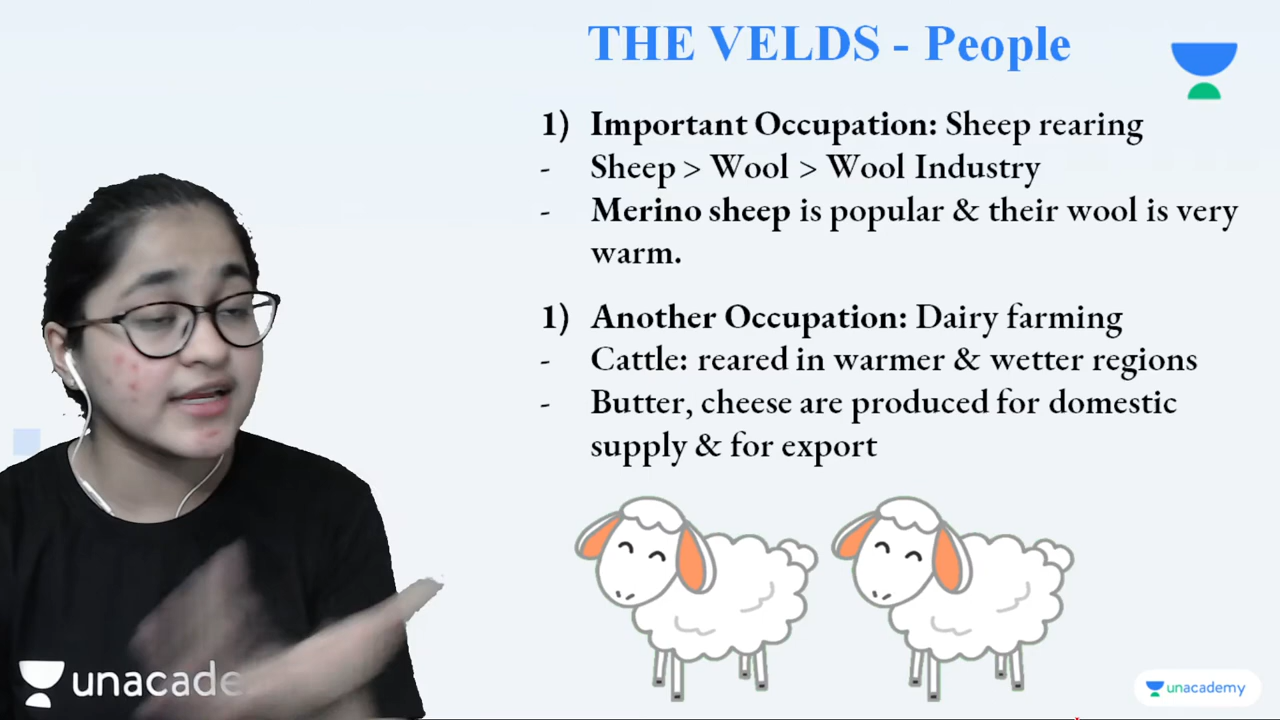 THE VELDS - People
1) Important Occupation: Sheep rearing
- Sheep > Wool > Wool Industry
- Merino sheep is popular & their wool is very
warm.
1) Another Occupation: Dairy farming
- Cattle: reared in warmer & wetter regions
- Butter, cheese are produced for domestic
supply & for export
unacade
unacademy